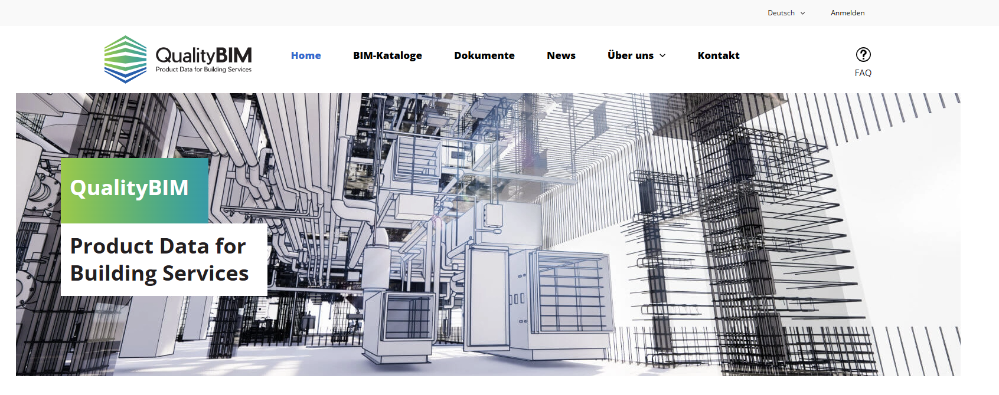 Deutsch
Anmelden
QualityBIM
Product Data for Building Services
Home
BIM-Kataloge
Dokumente
News
Über uns
Kontakt
FAQ
QualityBIM
Product Data for
Building Services